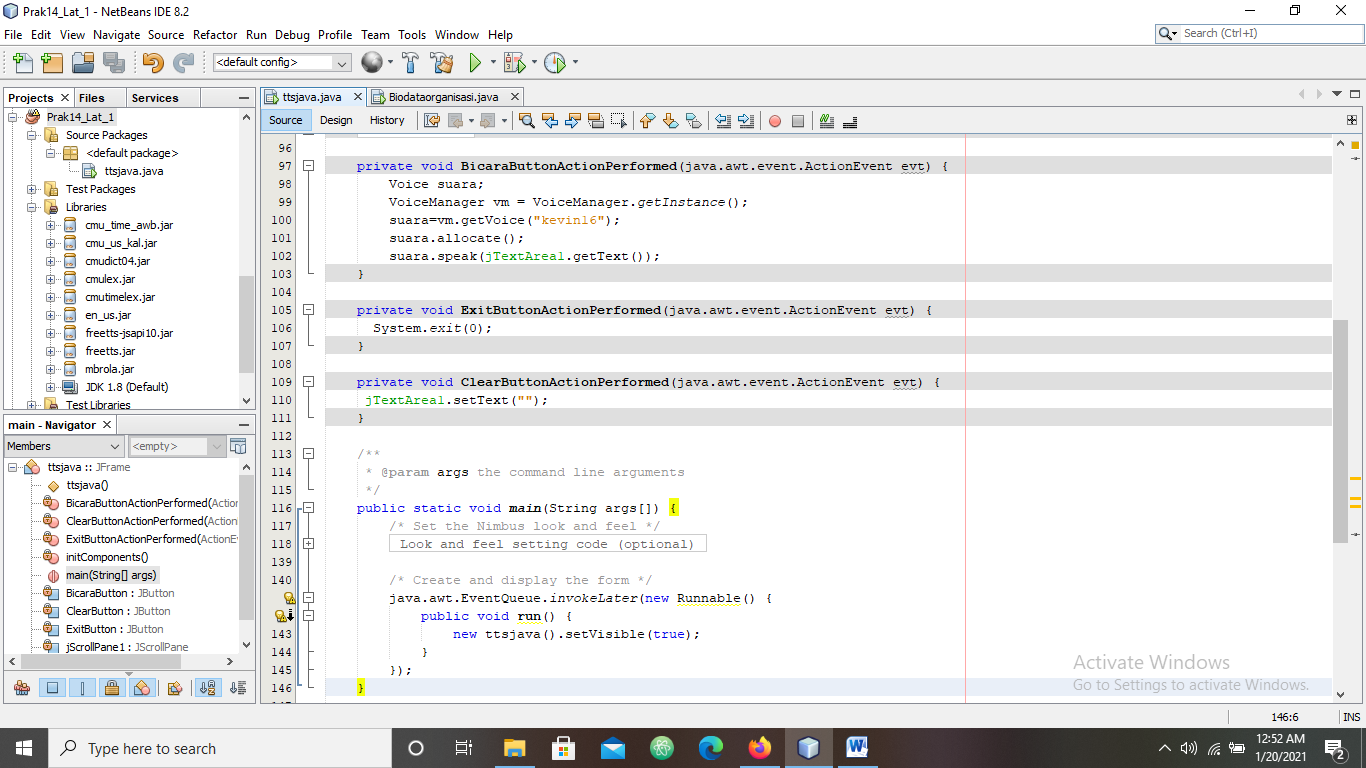 Prak14_Lat_1 - NetBeans IDE 8.2
File Edit View Navigate Source Refactor Run Debug Profile Team Tools Window Help
Search (Ctrl+I)
<default config>
Projects Files Services
Prak14_Lat_1
Source Packages
<default package>
ttsjava.java
Test Packages
Libraries
cmu_time_awb.jar
cmu_us_kal.jar
cmudict04.jar
cmulex.jar
cmutimelex.jar
en_us.jar
freetts-jsapi10.jar
freetts.jar
mbrola.jar
JDK 1.8 (Default)
Test Libraries
main - Navigator
Members <empty>
ttsjava :: JFrame
ttsjava()
BicaraButtonActionPerformed(Action
ClearButtonActionPerformed(Action
ExitButtonActionPerformed(ActionE
initComponents()
main(String[] args)
BicaraButton : JButton
ClearButton : JButton
ExitButton : JButton
jScrollPane1 : JScrollPane
ttsjava.java Biodataorganisasi.java
Source Design History
96
97 private void BicaraButtonActionPerformed(java.awt.event.ActionEvent evt) {
98 Voice suara;
99 VoiceManager vm = VoiceManager.getInstance();
100 suara=vm.getVoice("kevin16");
101 suara.allocate();
102 suara.speak(jTextArea1.getText());
103 }
104
105 private void ExitButtonActionPerformed(java.awt.event.ActionEvent evt) {
106 System.exit(0);
107 }
108
109 private void ClearButtonActionPerformed(java.awt.event.ActionEvent evt) {
110 jTextArea1.setText("");
111 }
112
113 /**
114 * @param args the command line arguments
115 */
116 public static void main(String args[]) {
117 /* Set the Nimbus look and feel */
118 Look and feel setting code (optional)
139
140 /* Create and display the form */
java.awt.EventQueue.invokeLater(new Runnable() {
public void run() {
143 new ttsjava().setVisible(true);
144 }
145 });
146 }
Activate Windows
Go to Settings to activate Windows.
146:6 INS
Type here to search
12:52 AM
1/20/2021
2